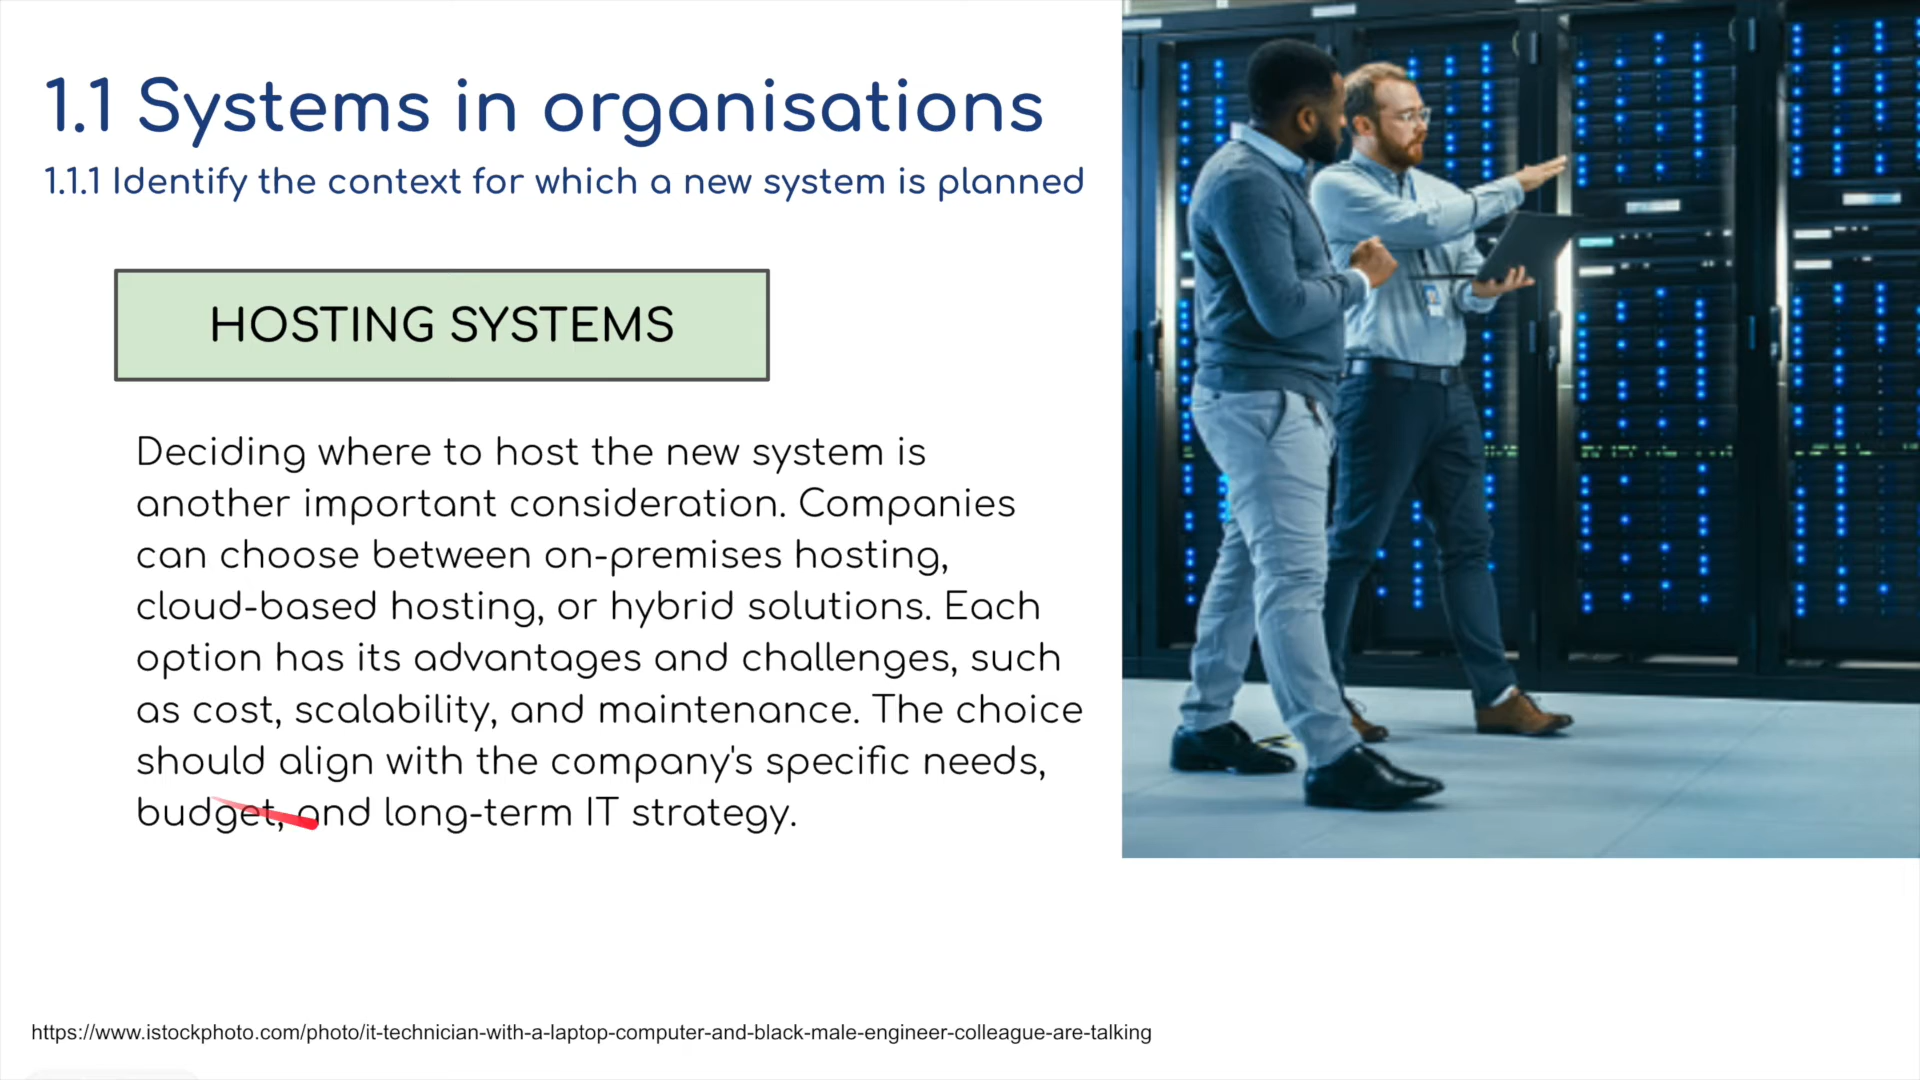 1.1 Systems in organisations
1.1.1 Identify the context for which a new system is planned
HOSTING SYSTEMS
Deciding where to host the new system is
another important consideration. Companies
can choose between on-premises hosting,
cloud-based hosting, or hybrid solutions. Each
option has its advantages and challenges, such
as cost, scalability, and maintenance. The choice
should align with the company's specific needs,
budget, and long-term IT strategy.
https://www.istockphoto.com/photo/it-technician-with-a-laptop-computer-and-black-male-engineer-colleague-are-talking